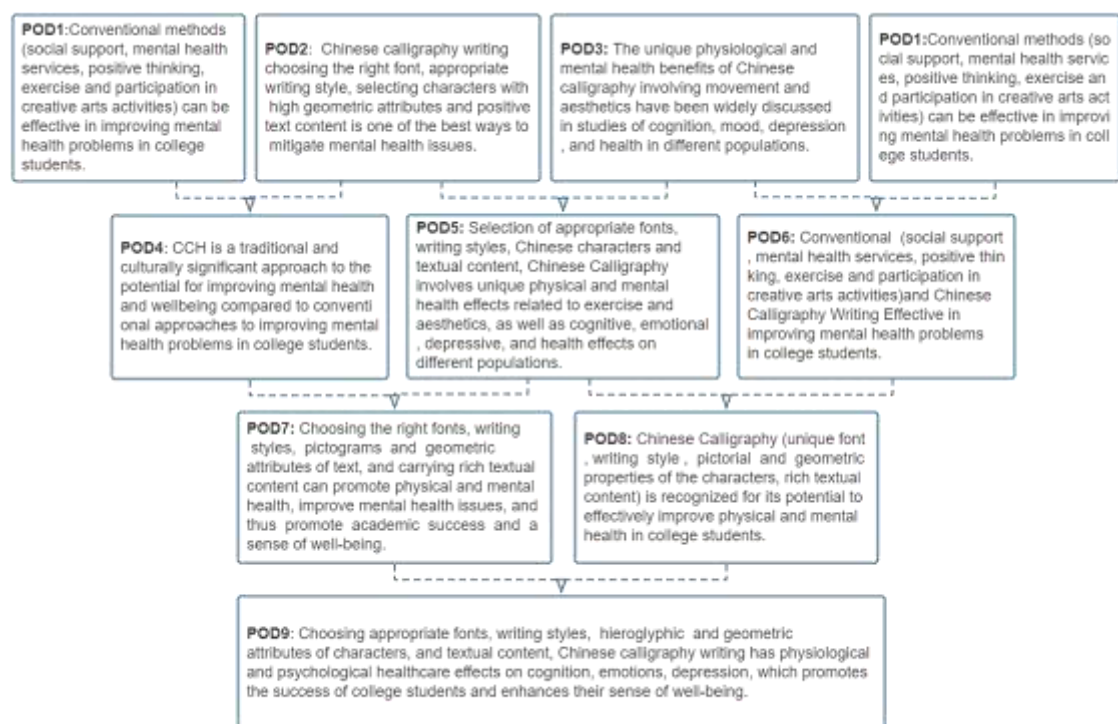 POD1:Conventional methods
(social support, mental health
services, positive thinking,
exercise and participation in
creative arts activities) can be
effective in improving mental
health problems in college
students.
POD2: Chinese calligraphy writing
choosing the right font, appropriate
writing style, selecting characters with
high geometric attributes and positive
text content is one of the best ways to
mitigate mental health issues.
POD3: The unique physiological and
mental health benefits of Chinese
calligraphy involving movement and
aesthetics have been widely discussed
in studies of cognition, mood, depression
, and health in different populations.
POD1:Conventional methods (so
cial support, mental health servic
es, positive thinking, exercise an
d participation in creative arts act
ivities) can be effective in improvi
ng mental health problems in coll
ege students.
POD4: CCH is a traditional and
culturally significant approach to the
potential for improving mental health
and wellbeing compared to conventi
onal approaches to improving mental
health problems in college students.
POD5: Selection of appropriate fonts,
writing styles, Chinese characters and
textual content, Chinese Calligraphy
involves unique physical and mental
health effects related to exercise and
aesthetics, as well as cognitive, emotional
, depressive, and health effects on
different populations.
POD6: Conventional (social support
, mental health services, positive thin
king, exercise and participation in
creative arts activities)and Chinese
Calligraphy Writing Effective in
improving mental health problems
in college students.
POD7: Choosing the right fonts, writing
styles, pictograms and geometric
attributes of text, and carrying rich textual
content can promote physical and mental
health, improve mental health issues, and
thus promote academic success and a
sense of well-being.
POD8: Chinese Calligraphy (unique font
, writing style , pictorial and geometric
properties of the characters, rich textual
content) is recognized for its potential to
effectively improve physical and mental
health in college students.
POD9: Choosing appropriate fonts, writing styles, hieroglyphic and geometric
attributes of characters, and textual content, Chinese calligraphy writing has physiological
and psychological healthcare effects on cognition, emotions, depression, which promotes
the success of college students and enhances their sense of well-being.